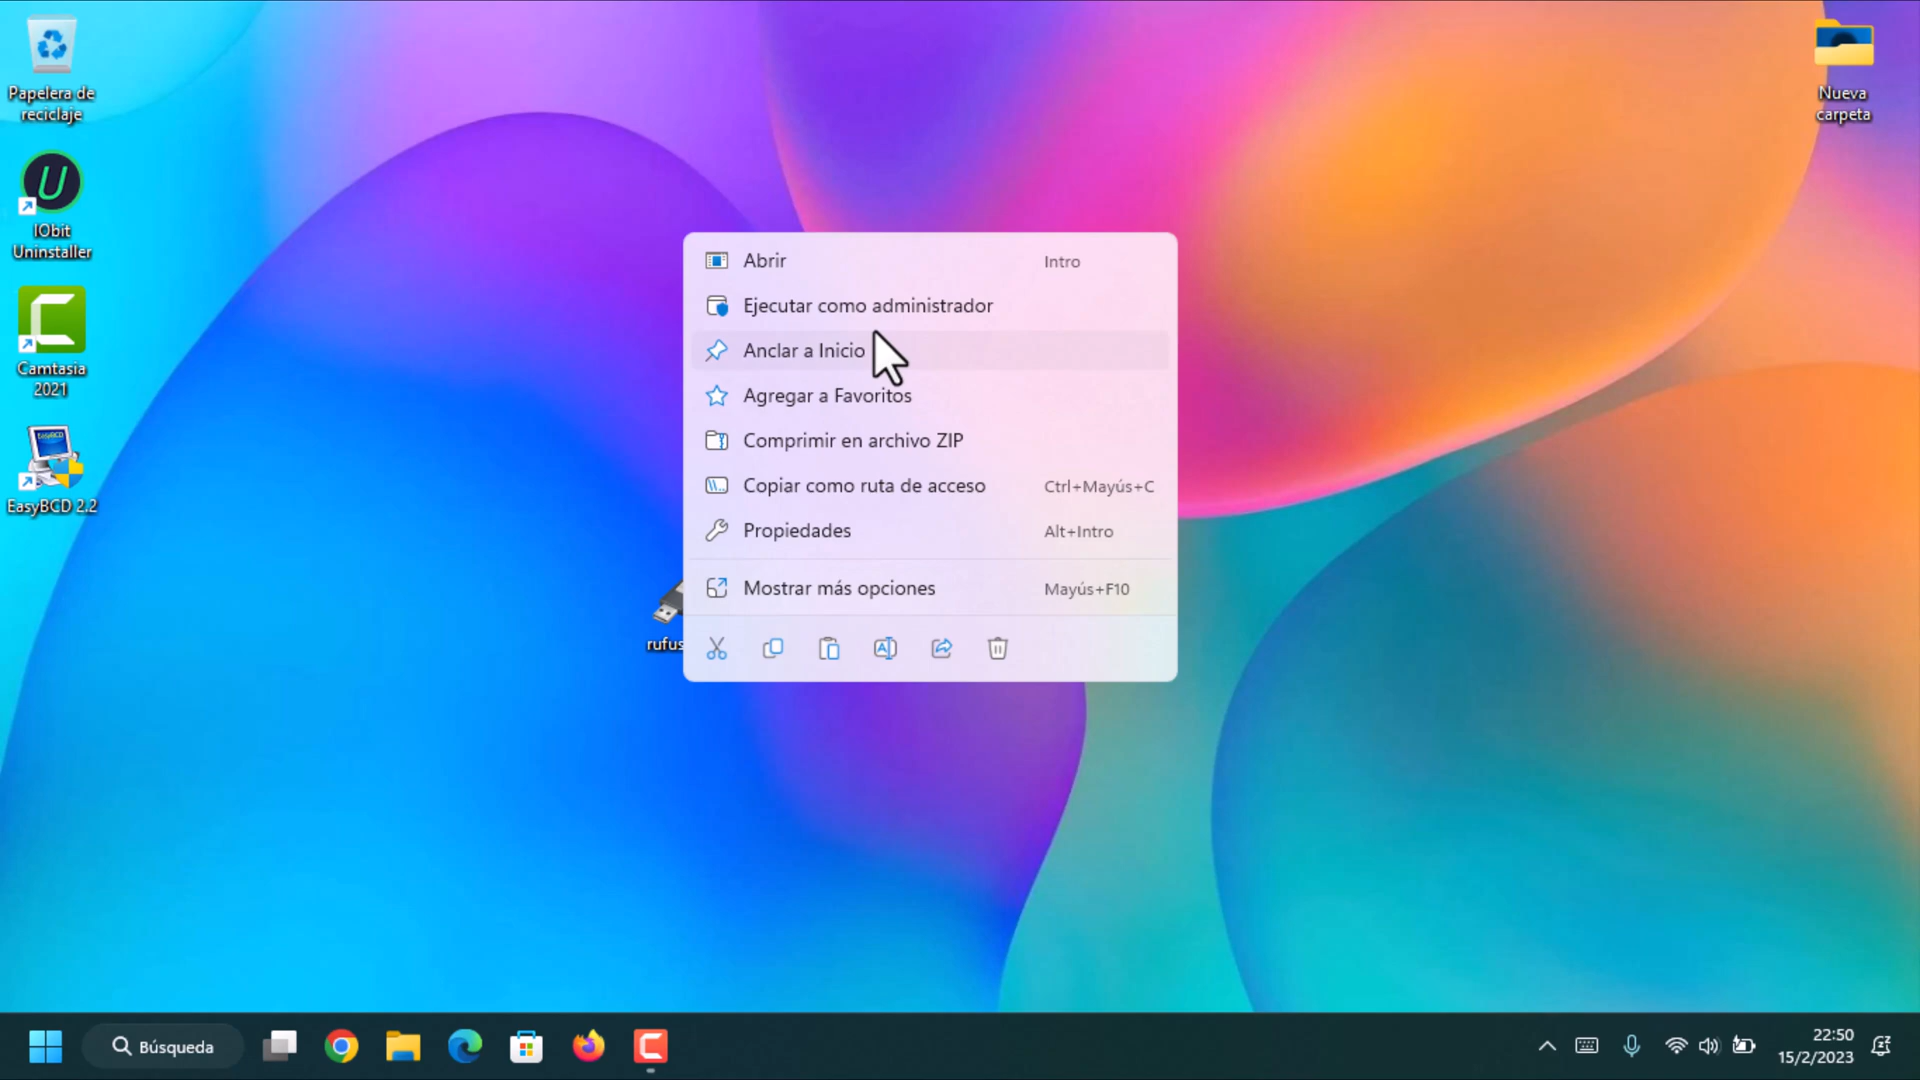 Papelera de
reciclaje
IObit
Uninstaller
Camtasia
2021
EasyBCD
EasyBCD 2.2
Nueva
carpeta
Abrir Intro
Ejecutar como administrador
Anclar a Inicio
Agregar a Favoritos
Comprimir en archivo ZIP
Copiar como ruta de acceso Ctrl+Mayús+C
Propiedades Alt+Intro
Mostrar más opciones Mayús+F10
rufus
Búsqueda
22:50
15/2/2023